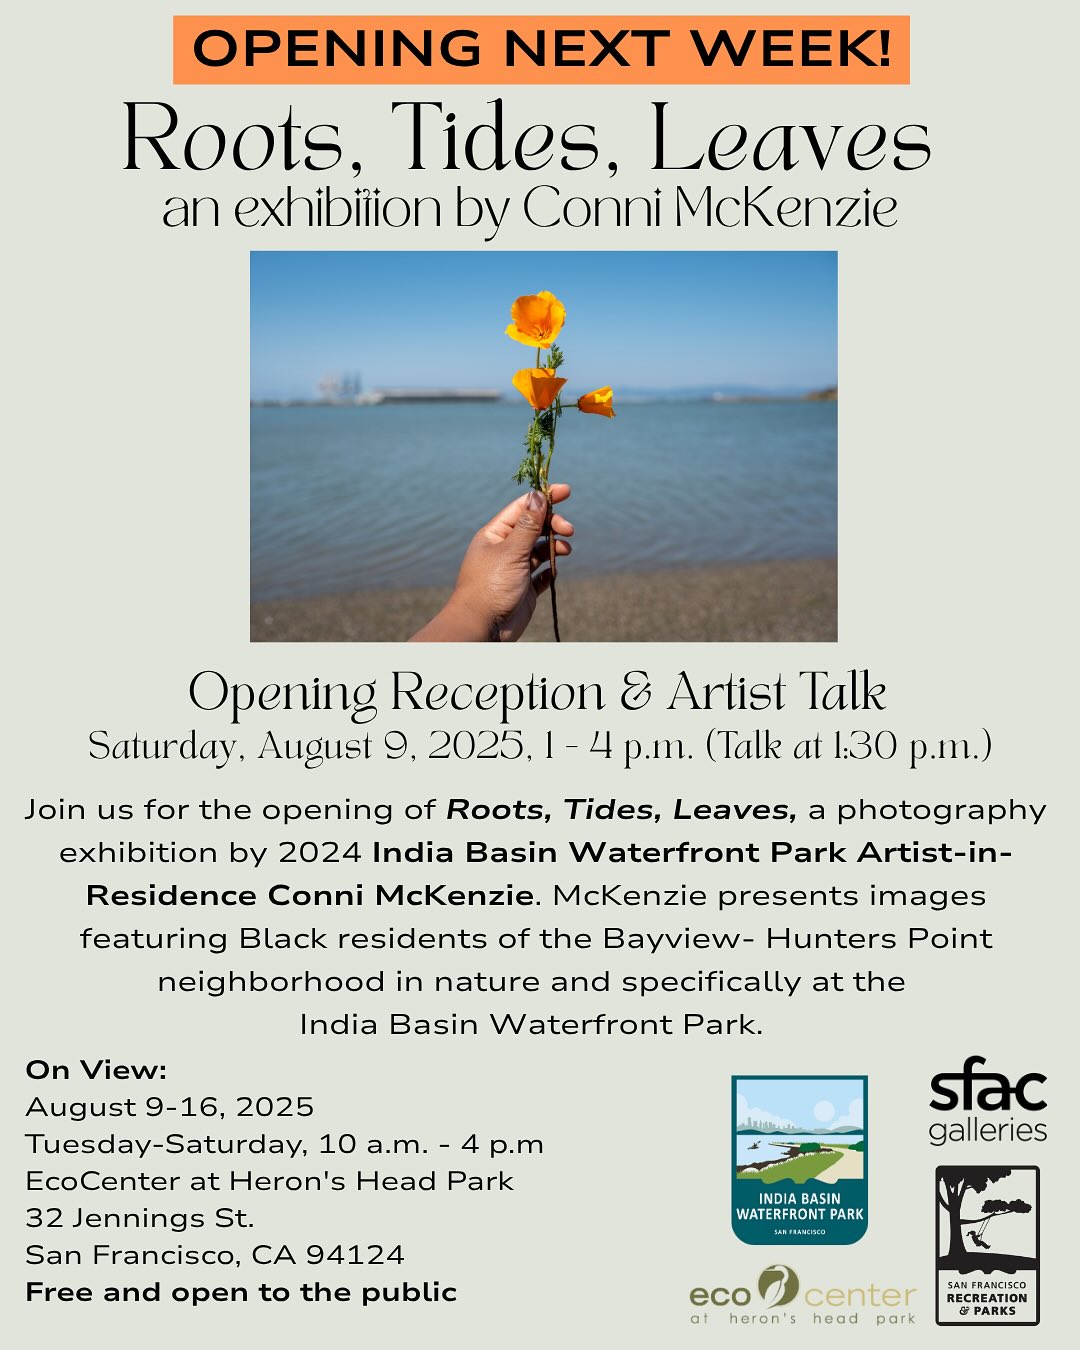 OPENING NEXT WEEK!
Roots, Tides, Leaves
an exhibition by Conni McKenzie
Opening Reception & Artist Talk
Saturday, August 9, 2025, 1 - 4 p.m. (Talk at 1:30 p.m.)
Join us for the opening of Roots, Tides, Leaves, a photography
exhibition by 2024 India Basin Waterfront Park Artist-in-
Residence Conni McKenzie. McKenzie presents images
featuring Black residents of the Bayview- Hunters Point
neighborhood in nature and specifically at the
India Basin Waterfront Park.
On View:
August 9-16, 2025
Tuesday-Saturday, 10 a.m. - 4 p.m
EcoCenter at Heron's Head Park
32 Jennings St.
San Francisco, CA 94124
Free and open to the public
INDIA BASIN
WATERFRONT PARK
SAN FRANCISCO
sfac
galleries
eco center
at heron's head park
SAN FRANCISCO
RECREATION
& PARKS